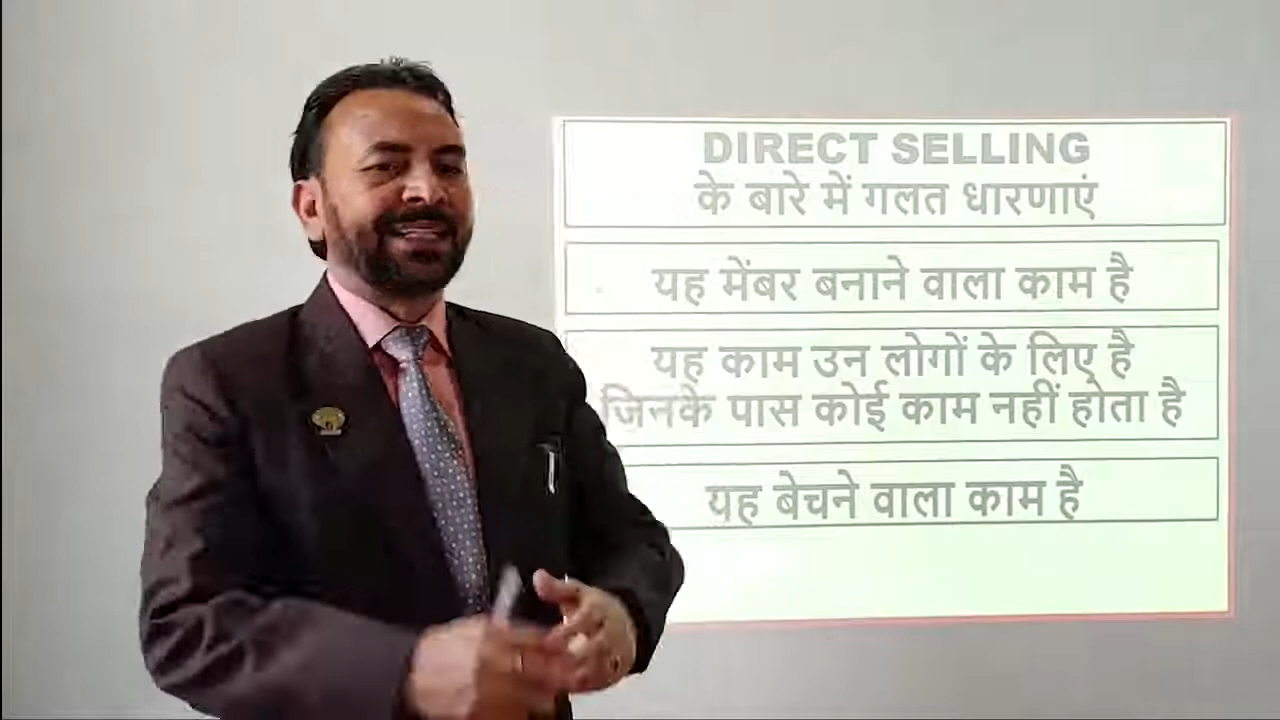 DIRECT SELLING
के बारे में गलत धारणाएं
यह मेंबर बनाने वाला काम है
यह काम उन लोगों के लिए है
जिनके पास कोई काम नहीं होता है
यह बेचने वाला काम है